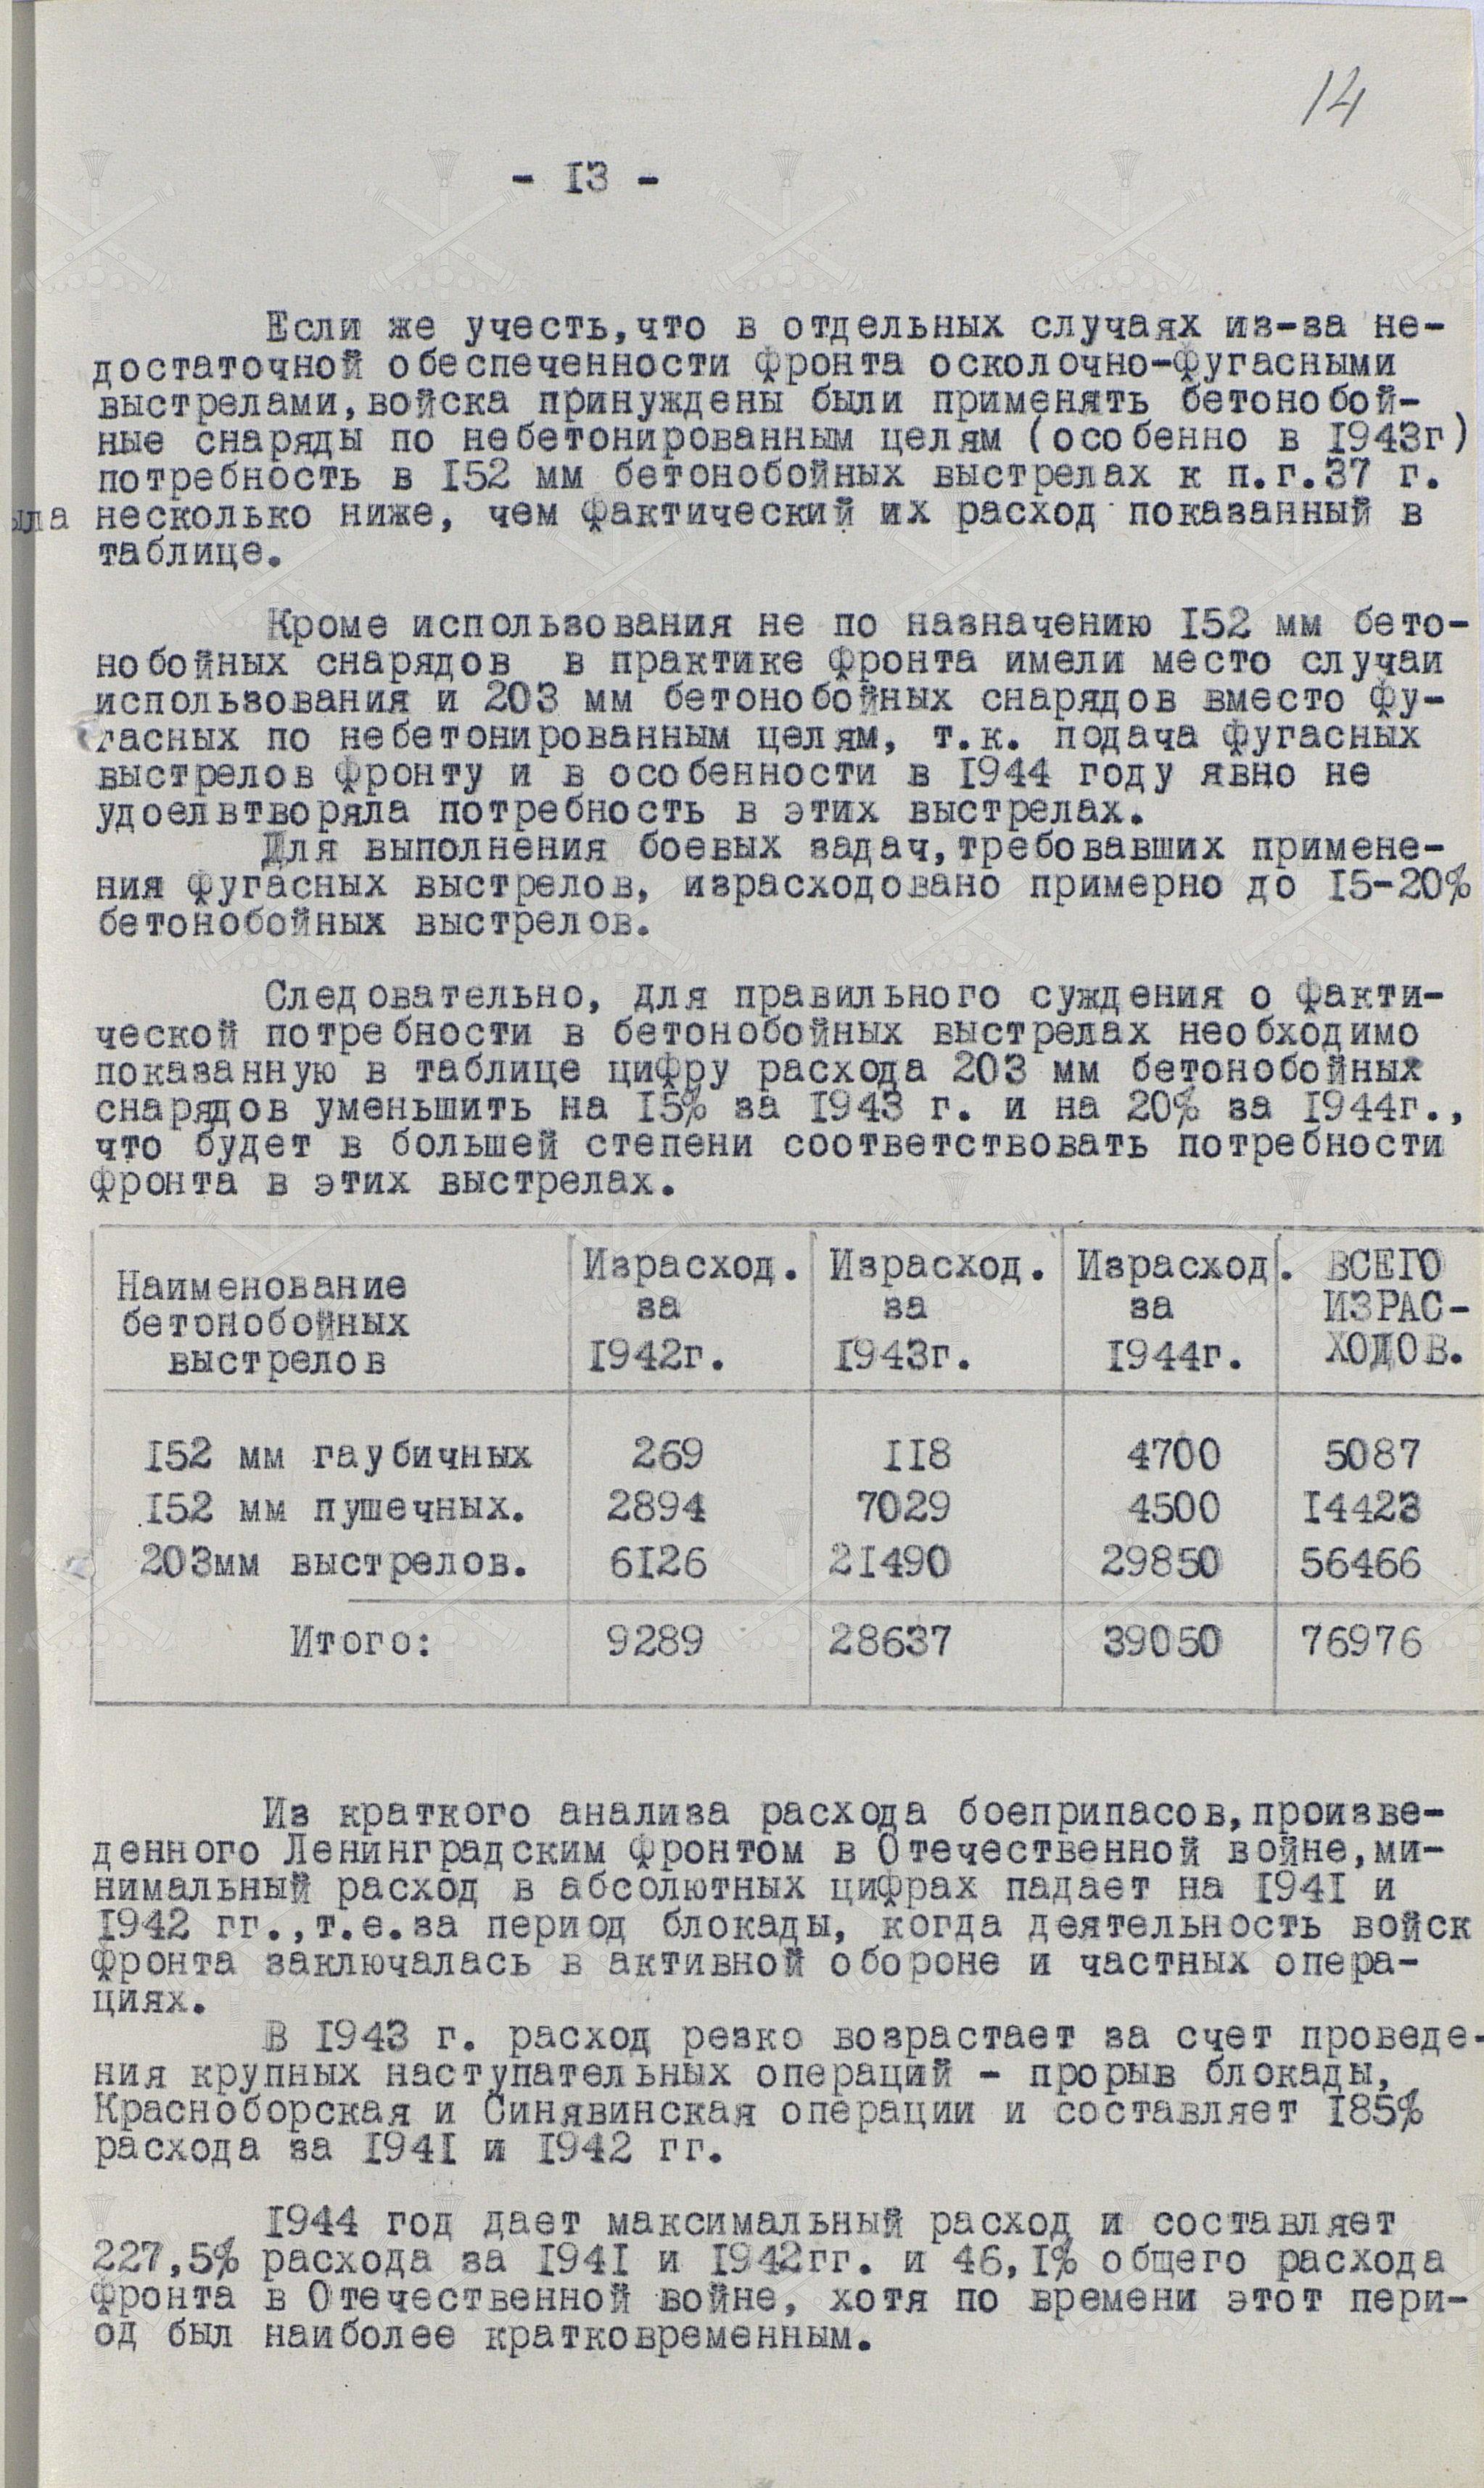 14
- 13 -
Если же учесть,что в отдельных случаях из-за не-
достаточной обеспеченности фронта осколочно-фугасными
выстрелами,войска принуждены были применять бетонобой-
ные снаряды по небетонированным целям (особенно в 1943г)
потребность в 152 мм бетонобойных выстрелах к п.г.37 г.
ыла несколько ниже, чем фактический их расход показанный в
таблице.
Кроме использования не по назначению 152 мм бето-
нобойных снарядов в практике фронта имели место случаи
использования и 203 мм бетонобойных снарядов вместо фу-
гасных по небетонированным целям, т.к. подача фугасных
выстрелов фронту и в особенности в 1944 году явно не
удоелвтворяла потребность в этих выстрелах.
Для выполнения боевых задач,требовавших примене-
ния фугасных выстрелов, израсходовано примерно до 15-20%
бетонобойных выстрелов.
Следовательно, для правильного суждения о факти-
ческой потребности в бетонобойных выстрелах необходимо
показанную в таблице цифру расхода 203 мм бетонобойных
снарядов уменьшить на 15% за 1943 г. и на 20% за 1944г.,
что будет в большей степени соответствовать потребности
фронта в этих выстрелах.
Наименование бетонобойных выстрелов Израсход. за 1942г. Израсход. за 1943г. Израсход. за 1944г. ВСЕГО ИЗРАС-ХОДОВ.
152 мм гаубичных 269 118 4700 5087
152 мм пушечных. 2894 7029 4500 14423
203мм выстрелов. 6126 21490 29850 56466
Итого: 9289 28637 39050 76976
Из краткого анализа расхода боеприпасов,произве-
денного Ленинградским фронтом в Отечественной войне,ми-
нимальный расход в абсолютных цифрах падает на 1941 и
1942 гг.,т.е.за период блокады, когда деятельность войск
фронта заключалась в активной обороне и частных опера-
циях.
В 1943 г. расход резко возрастает за счет проведе-
ния крупных наступательных операций - прорыв блокады,
Красноборская и Синявинская операции и составляет 185%
расхода за 1941 и 1942 гг.
1944 год дает максимальный расход и составляет
227,5% расхода за 1941 и 1942гг. и 46,1% общего расхода
фронта в Отечественной войне, хотя по времени этот пери-
од был наиболее кратковременным.